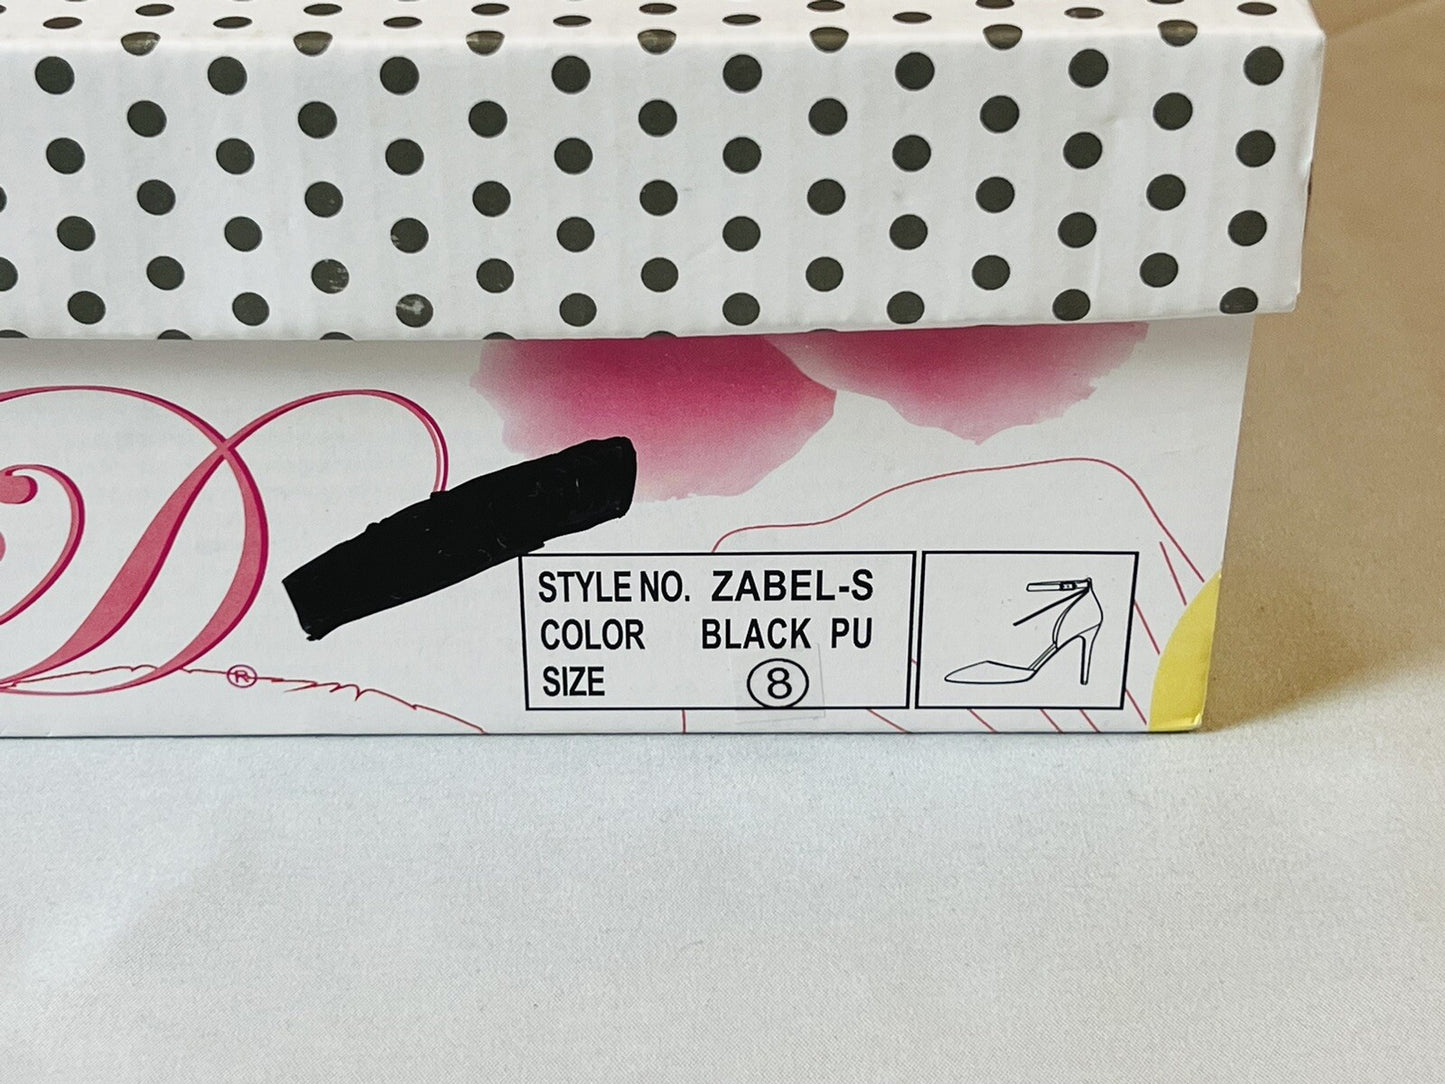 D®
STYLE NO. ZABEL-S
COLOR BLACK PU
SIZE 8